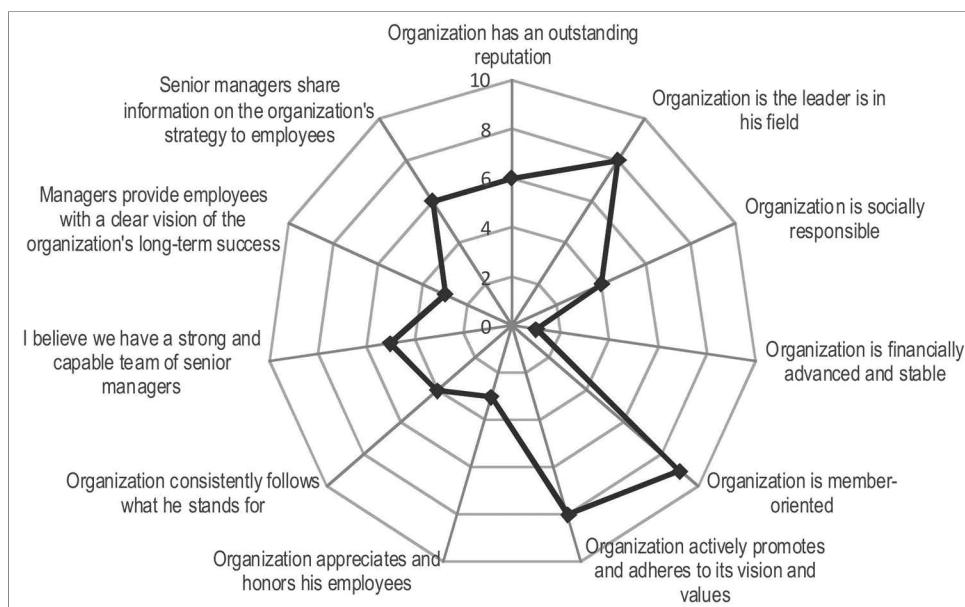 Organization has an outstanding
reputation
Organization is the leader is in
his field
Organization is socially
responsible
Organization is financially
advanced and stable
Organization is member-
oriented
Organization actively promotes
and adheres to its vision and
values
Organization appreciates and
honors his employees
Organization consistently follows
what he stands for
I believe we have a strong and
capable team of senior
managers
Managers provide employees
with a clear vision of the
organization's long-term success
Senior managers share
information on the organization's
strategy to employees
10
8
6
4
2
0